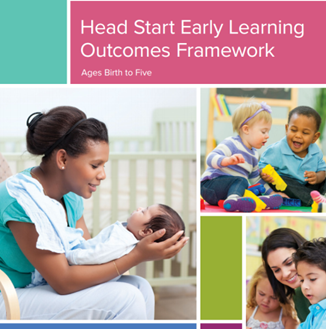 Head Start Early Learning
Outcomes Framework
Ages Birth to Five